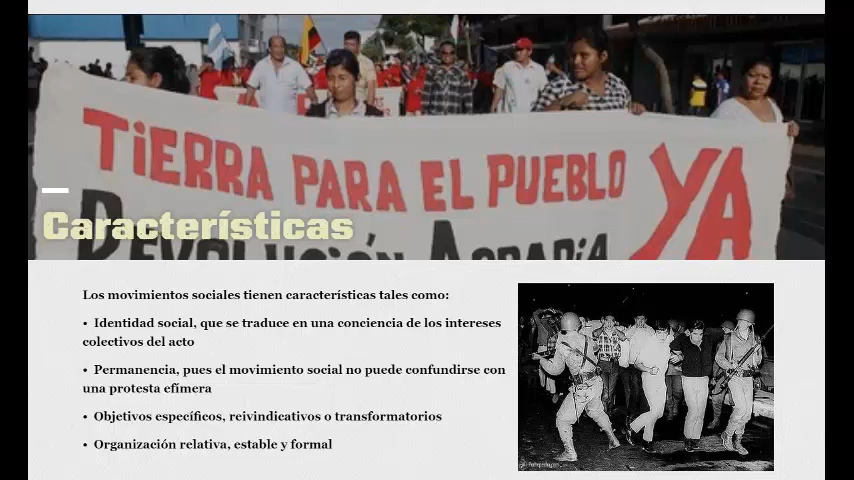 TiERRA PARA EL PUEBLO YA
REVOLUCIÓN AGRARiA
Características
Los movimientos sociales tienen características tales como:
• Identidad social, que se traduce en una conciencia de los intereses
colectivos del acto
• Permanencia, pues el movimiento social no puede confundirse con
una protesta efímera
• Objetivos específicos, reivindicativos o transformatorios
• Organización relativa, estable y formal